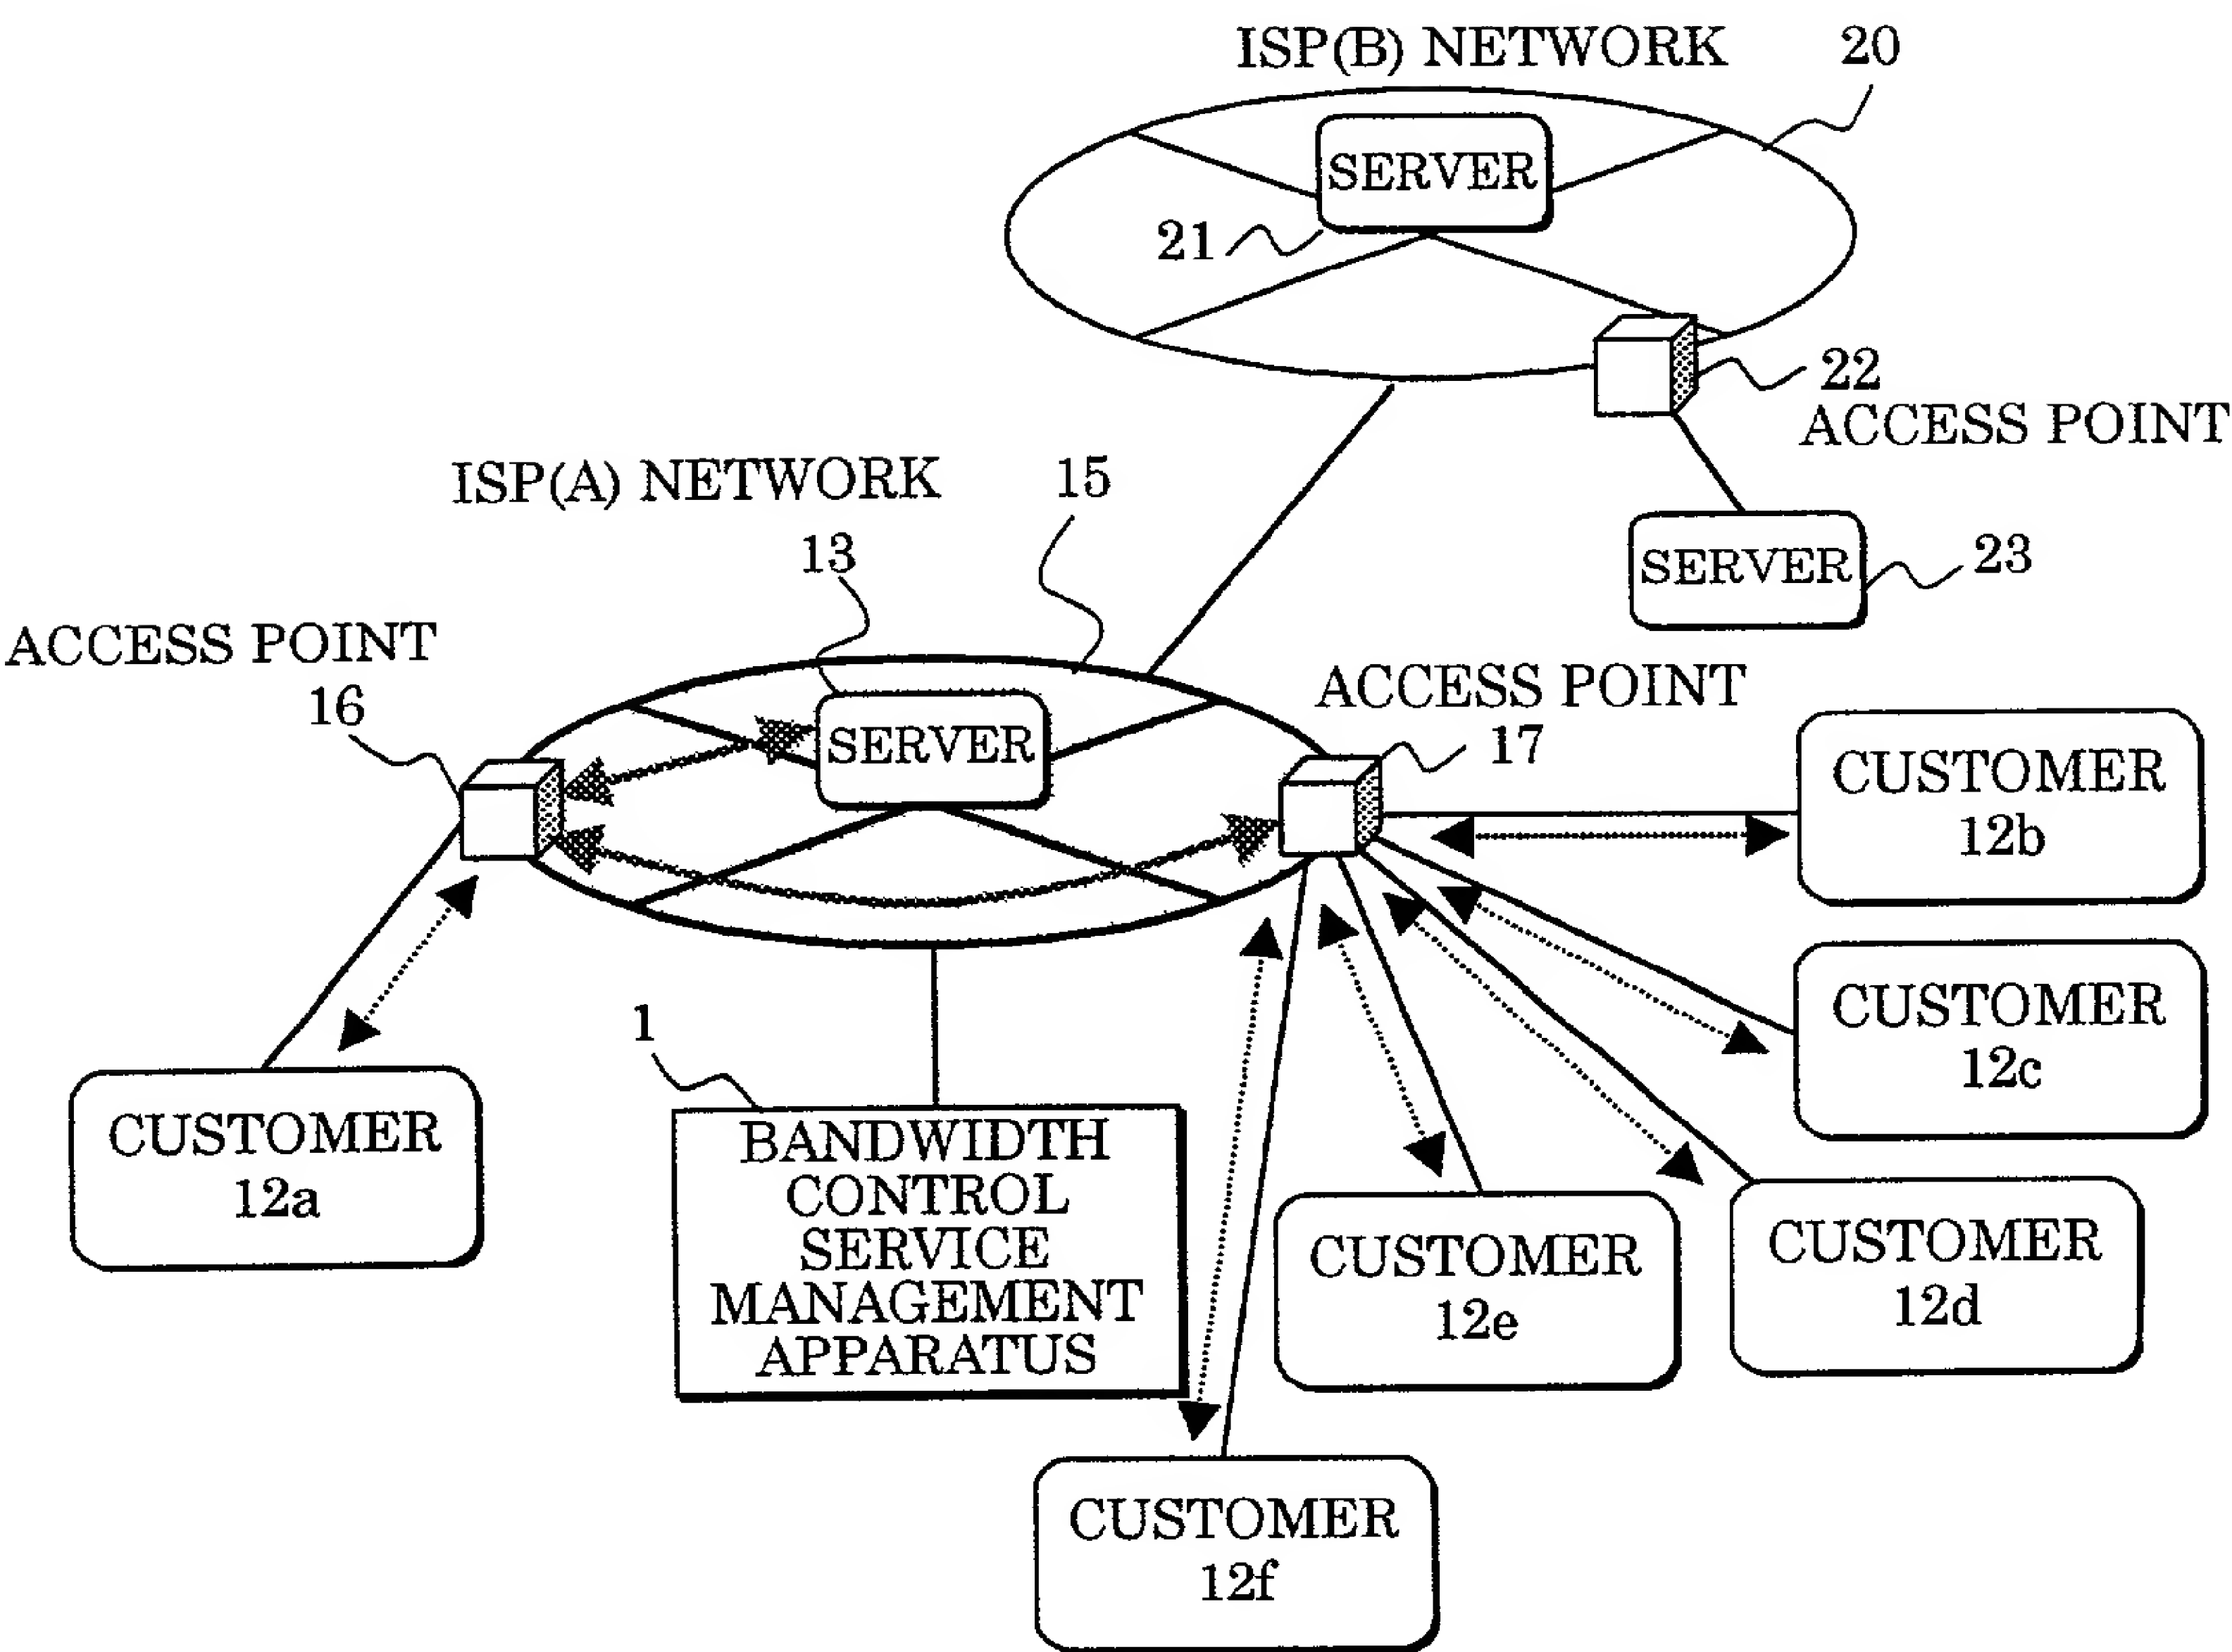 ISP(B) NETWORK 20
SERVER
21
22
ACCESS POINT
ISP(A) NETWORK 15
13
SERVER 23
ACCESS POINT
16
ACCESS POINT
17
SERVER
CUSTOMER
12b
CUSTOMER
12c
1
CUSTOMER
12a
BANDWIDTH
CONTROL
SERVICE
MANAGEMENT
APPARATUS
CUSTOMER
12e
CUSTOMER
12d
CUSTOMER
12f